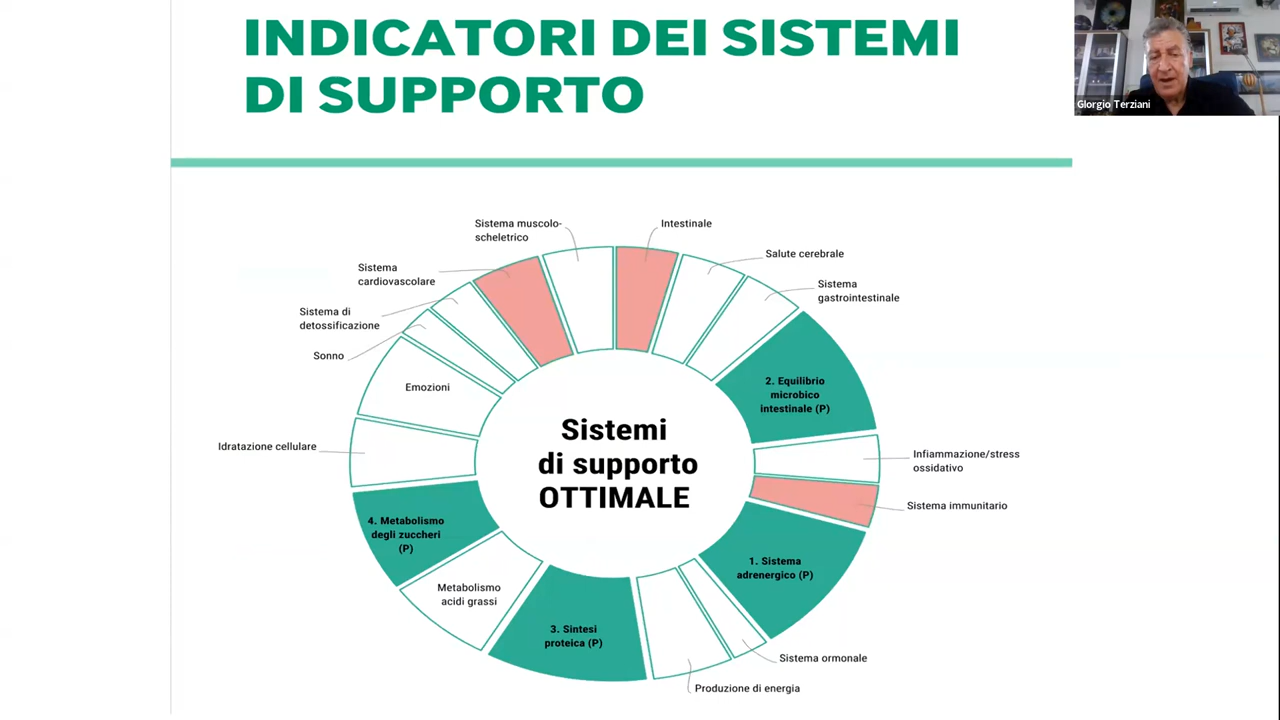 INDICATORI DEI SISTEMI
DI SUPPORTO
GIorgio Terziani
Sistema muscolo-
scheletrico
Intestinale
Salute cerebrale
Sistema
gastrointestinale
Sistema
cardiovascolare
Sistema di
detossificazione
Sonno
Emozioni
Idratazione cellulare
2. Equilibrio
microbico
intestinale (P)
Sistemi
di supporto
OTTIMALE
Infiammazione/stress
ossidativo
Sistema immunitario
4. Metabolismo
degli zuccheri
(P)
1. Sistema
adrenergico (P)
Metabolismo
acidi grassi
3. Sintesi
proteica (P)
Sistema ormonale
Produzione di energia